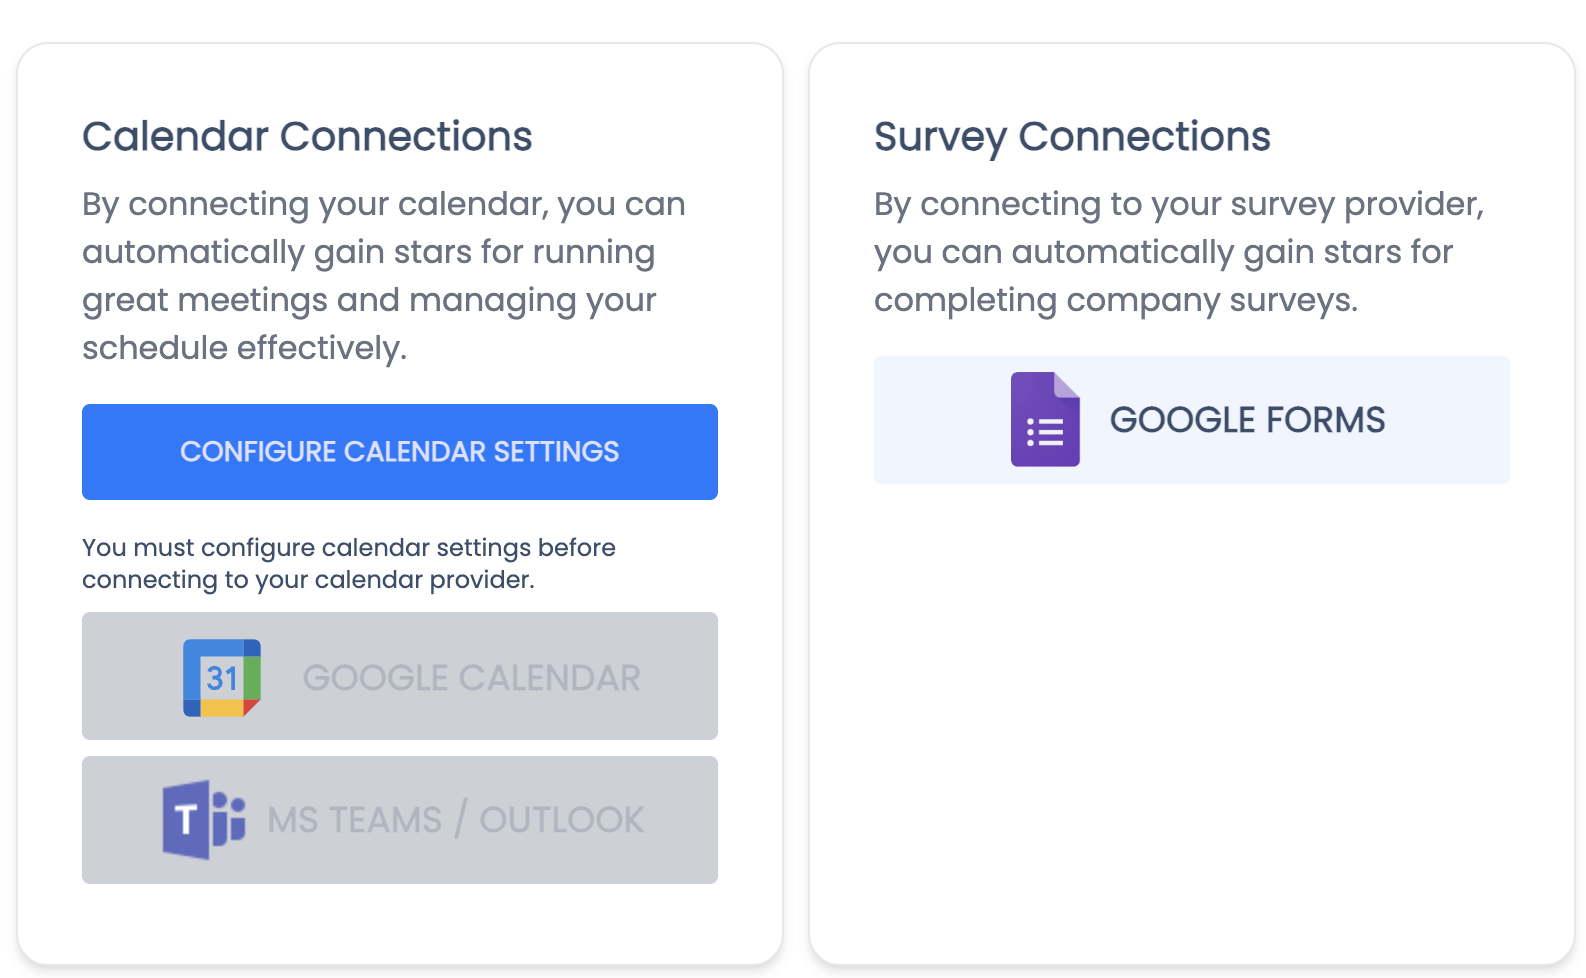 Calendar Connections
By connecting your calendar, you can
automatically gain stars for running
great meetings and managing your
schedule effectively.
CONFIGURE CALENDAR SETTINGS
You must configure calendar settings before
connecting to your calendar provider.
31
GOOGLE CALENDAR
T
MS TEAMS / OUTLOOK
Survey Connections
By connecting to your survey provider,
you can automatically gain stars for
completing company surveys.
GOOGLE FORMS